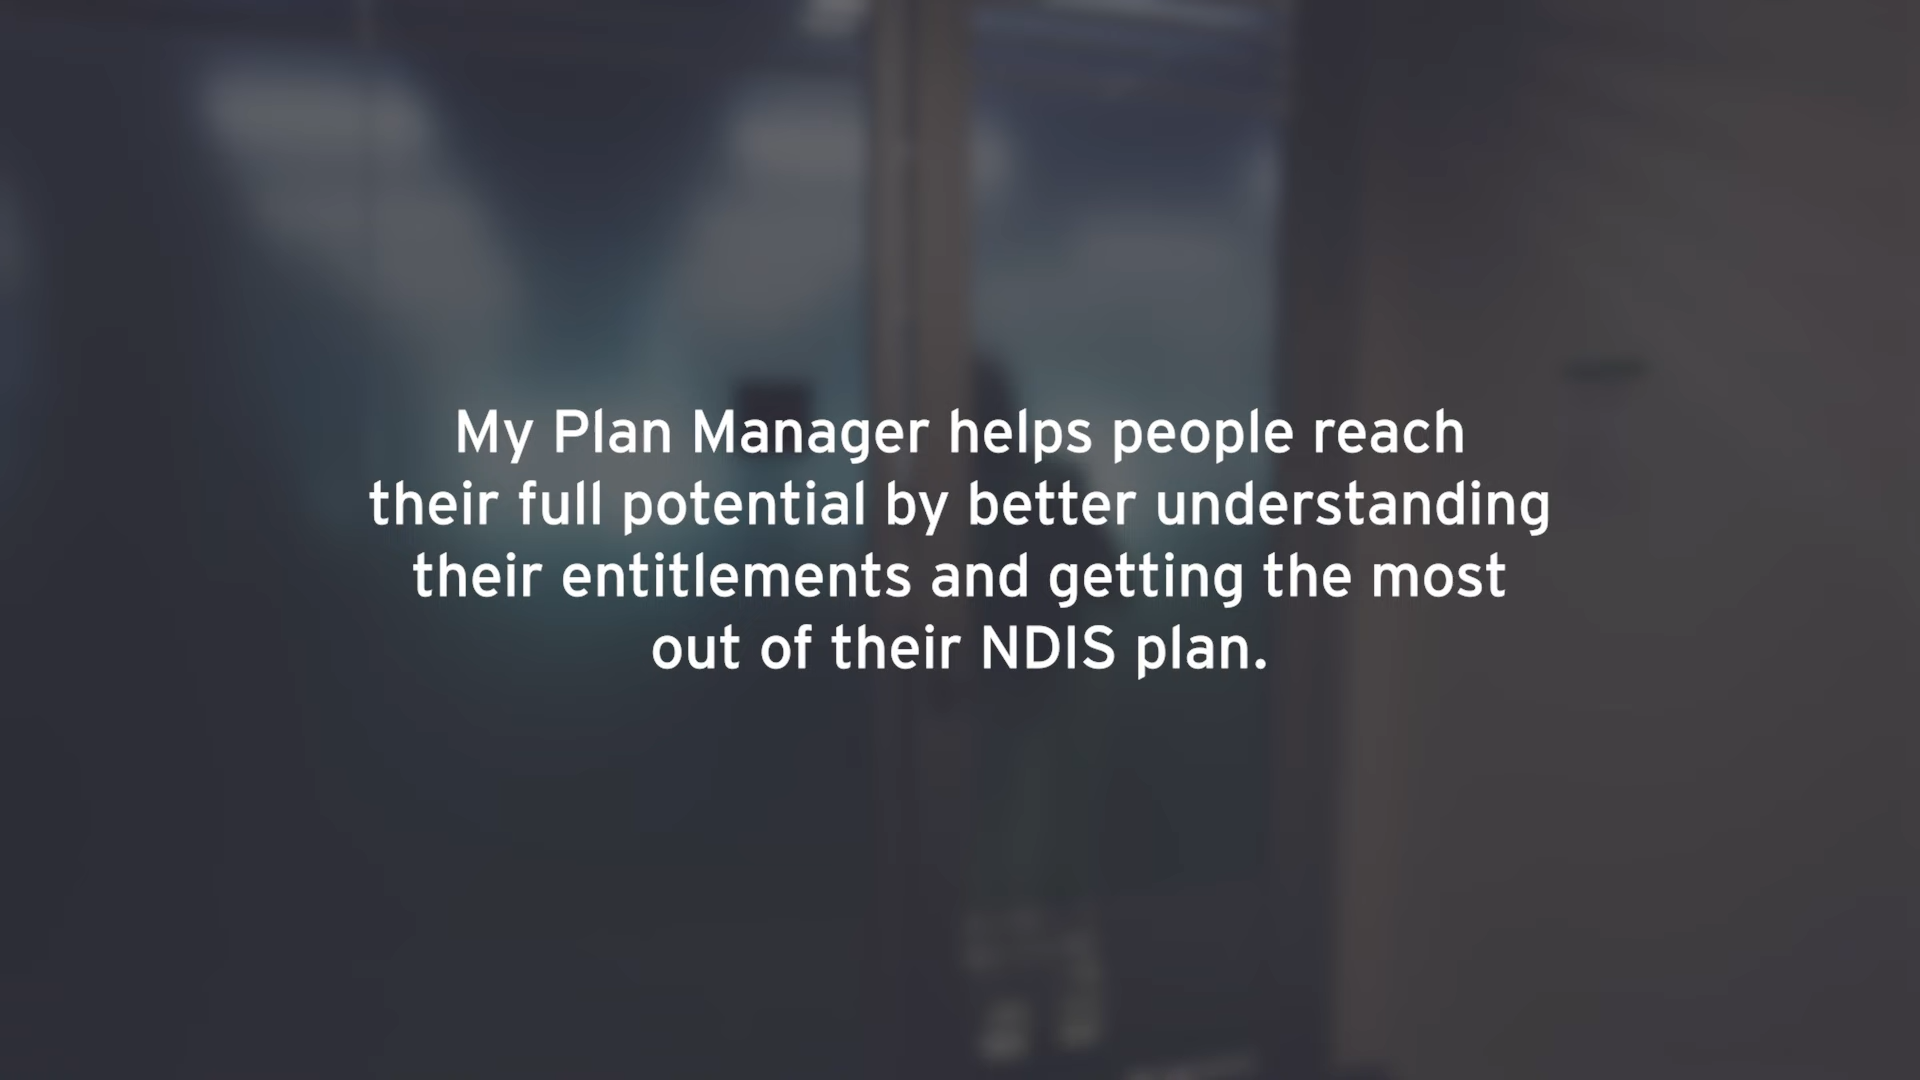 My Plan Manager helps people reach
their full potential by better understanding
their entitlements and getting the most
out of their NDIS plan.